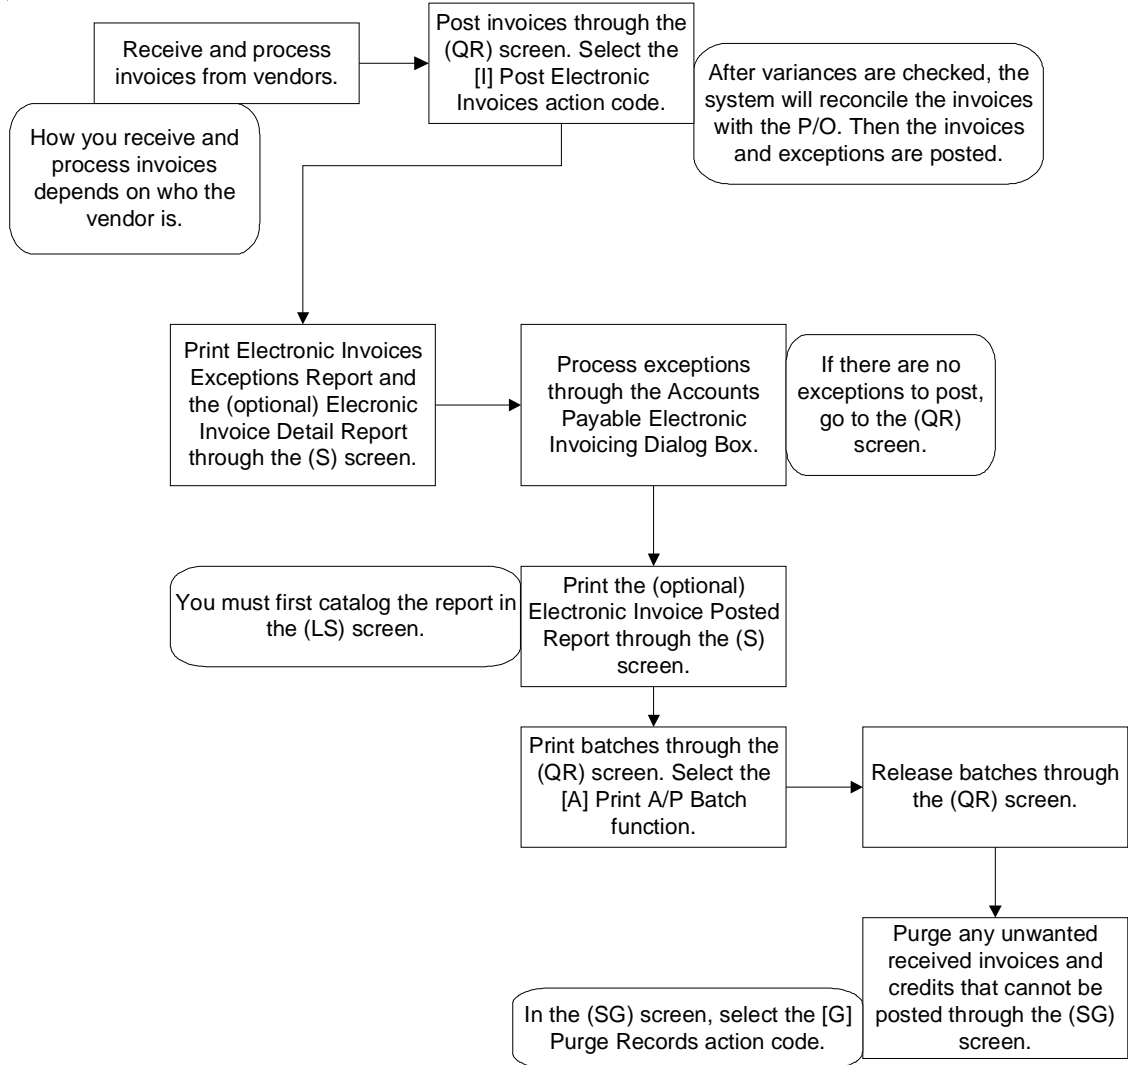 Receive and process
invoices from vendors.
How you receive and
process invoices
depends on who the
vendor is.
Post invoices through the
(QR) screen. Select the
[I] Post Electronic
Invoices action code.
After variances are checked, the
system will reconcile the invoices
with the P/O. Then the invoices
and exceptions are posted.
Print Electronic Invoices
Exceptions Report and
the (optional) Elecronic
Invoice Detail Report
through the (S) screen.
Process exceptions
through the Accounts
Payable Electronic
Invoicing Dialog Box.
If there are no
exceptions to post,
go to the (QR)
screen.
You must first catalog the report in
the (LS) screen.
Print the (optional)
Electronic Invoice Posted
Report through the (S)
screen.
Print batches through the
(QR) screen. Select the
[A] Print A/P Batch
function.
Release batches through
the (QR) screen.
In the (SG) screen, select the [G]
Purge Records action code.
Purge any unwanted
received invoices and
credits that cannot be
posted through the (SG)
screen.